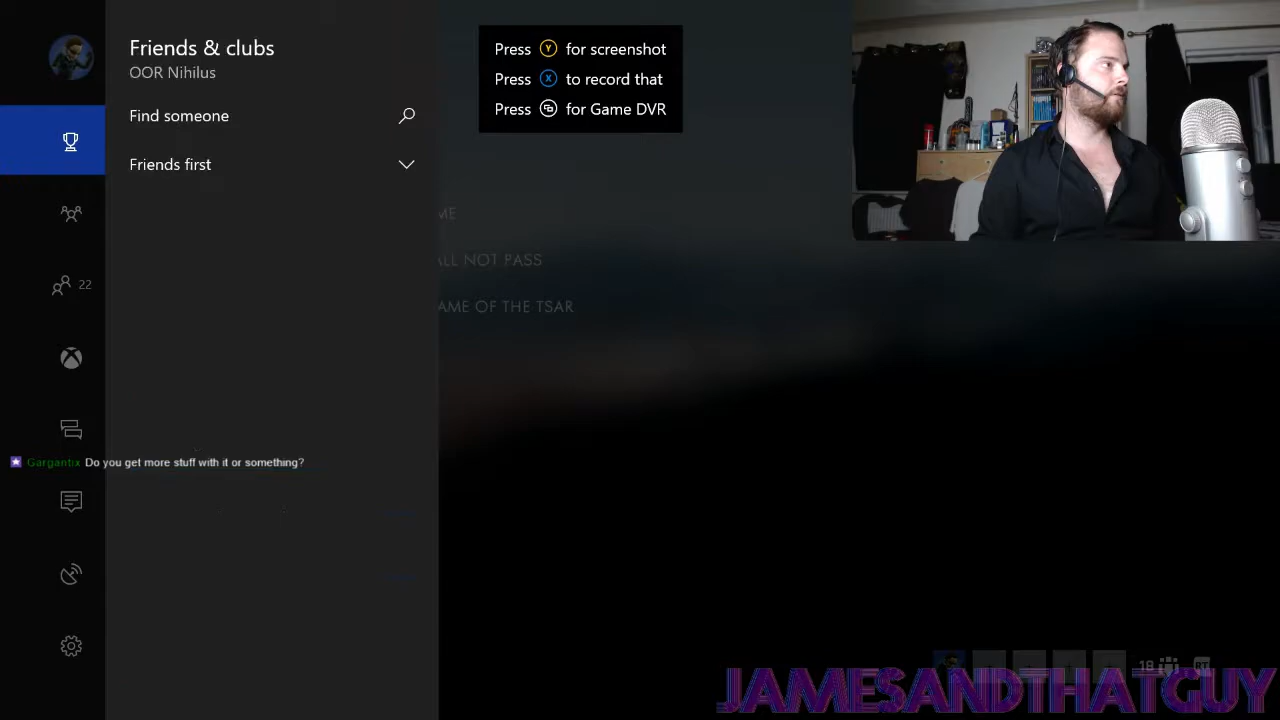 Friends & clubs
OOR Nihilus
Find someone
Friends first
22
Press Y for screenshot
Press X to record that
Press for Game DVR
ME
ALL NOT PASS
AME OF THE TSAR
Gargantix Do you get more stuff with it or something?
18
JAMESANDTHATGUY